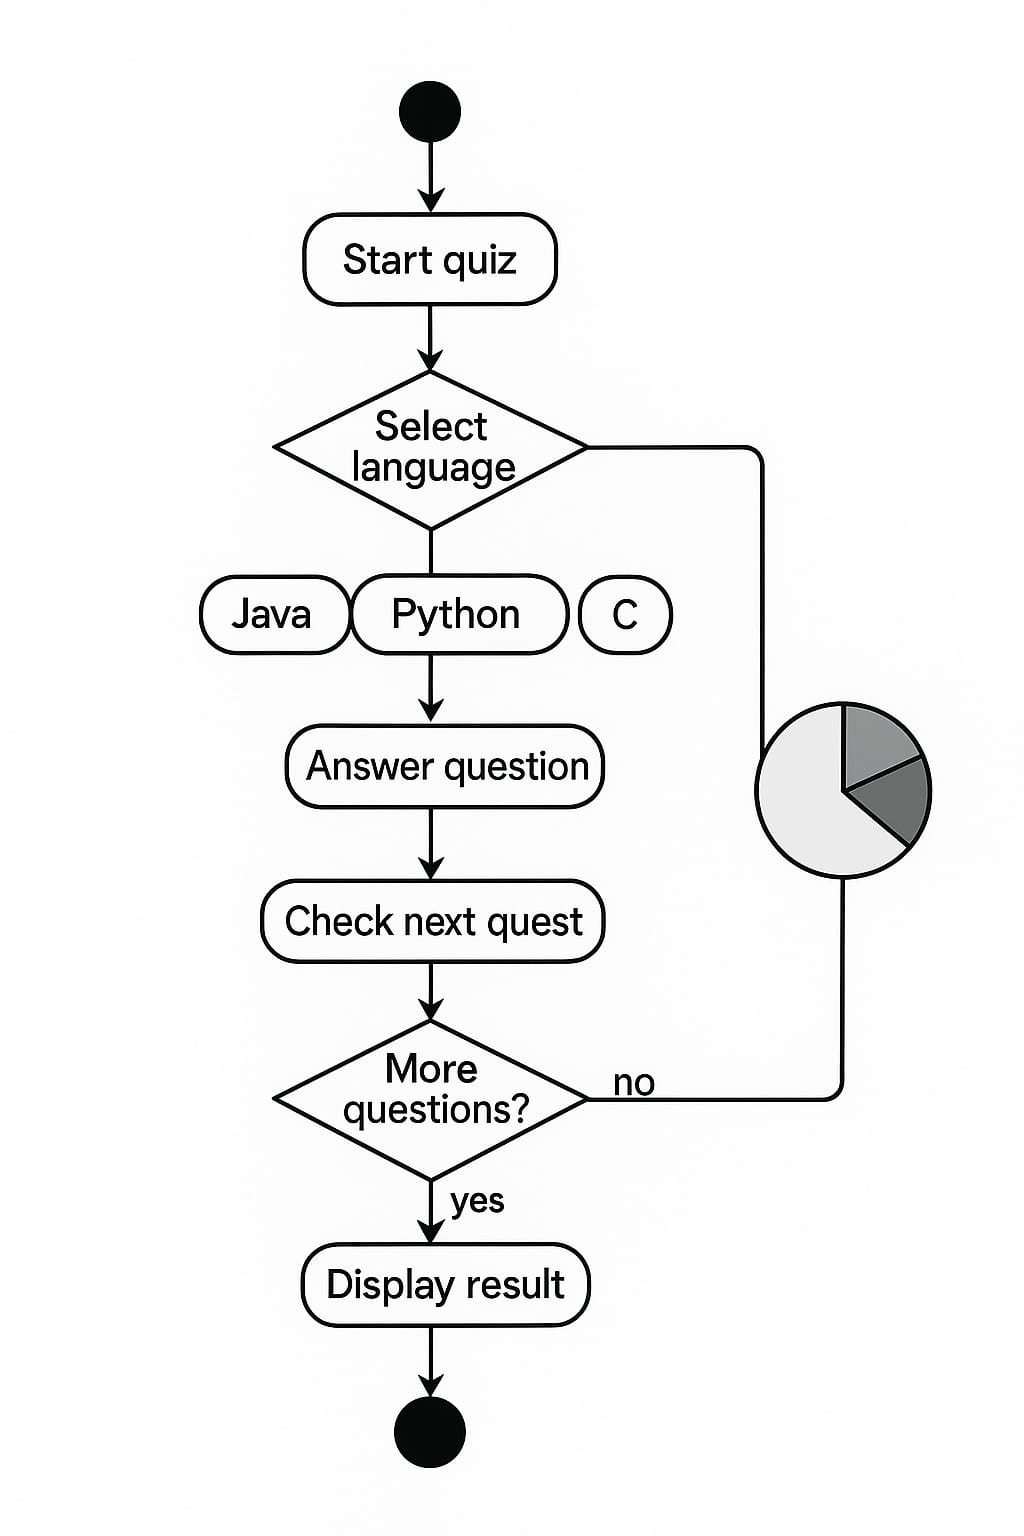 Start quiz
Select
language
Java
Python
C
Answer question
Check next quest
More
questions?
no
yes
Display result